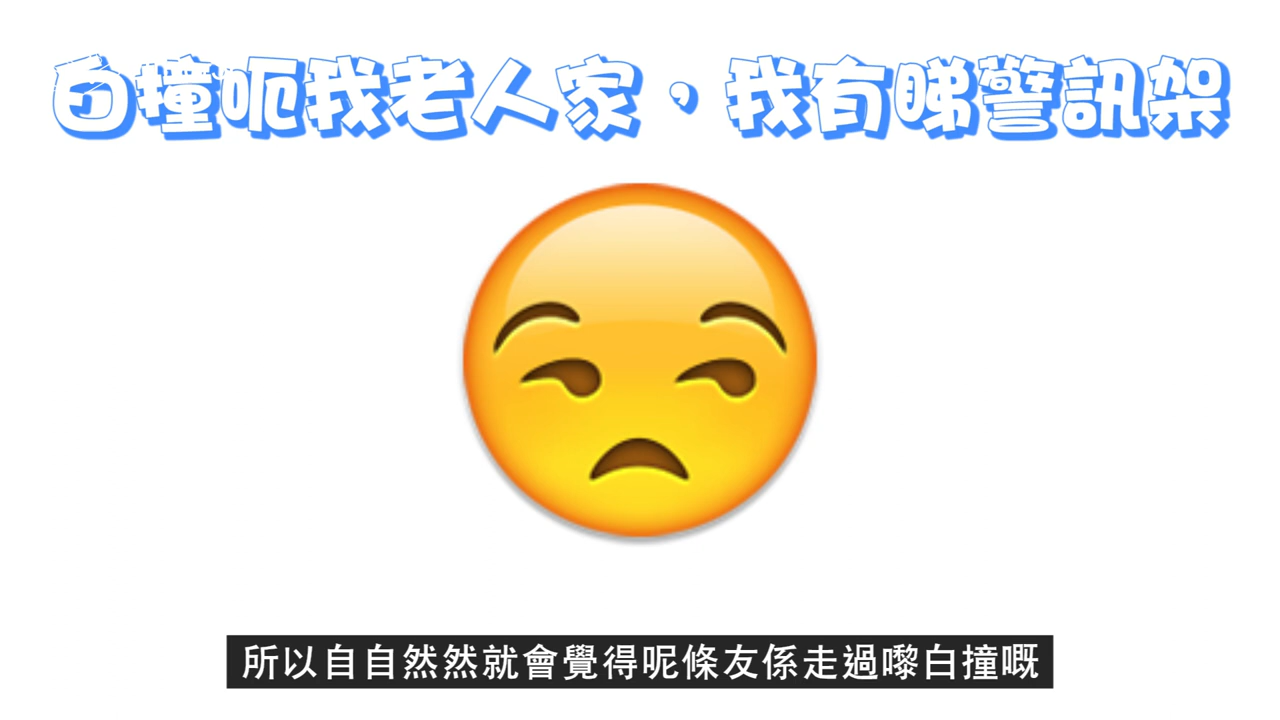 白撞呃我老人家，我有睇警訊架
所以自自然然就會覺得呢條友係走過嚟白撞嘅